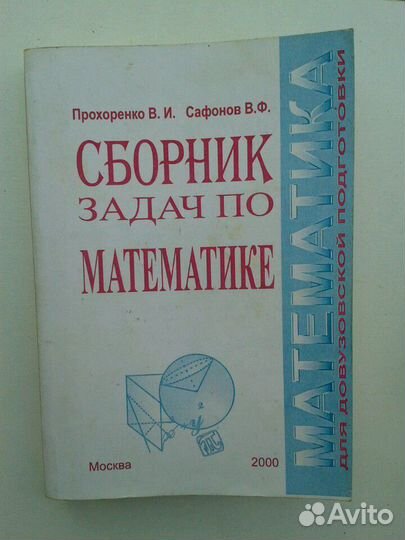 Прохоренко В. И. Сафонов В.Ф.
СБОРНИК
ЗАДАЧ ПО
МАТЕМАТИКЕ
Москва 2000
МАТЕМАТИКА
ДЛЯ ДОВУЗОВСКОЙ ПОДГОТОВКИ
Avito